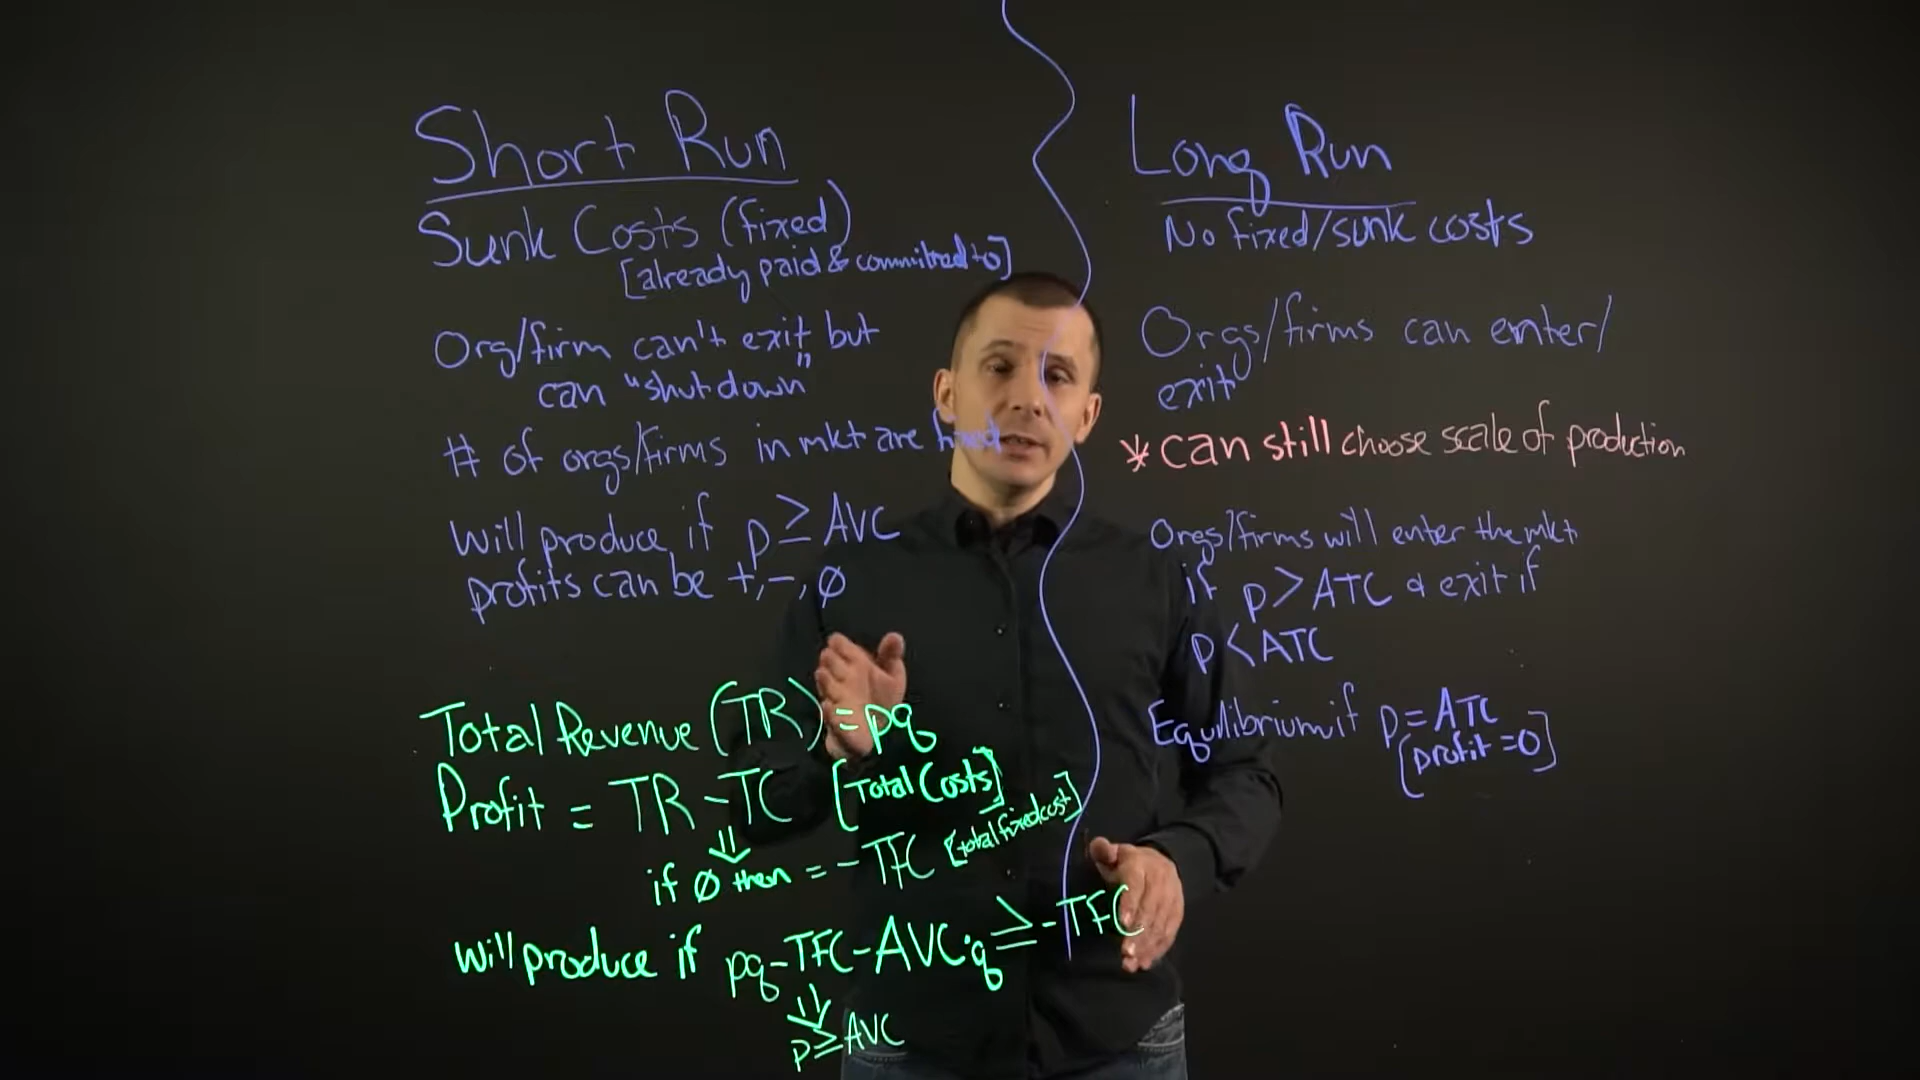 Short Run
Sunk Costs (fixed)
[already paid & committed to]
Org/firm can't exit, but
can "shut down"
# of orgs/firms in mkt are fixed
will produce if p ≥ AVC
profits can be +, -, ∅
Total Revenue (TR) = pq
Profit = TR - TC [Total Costs]
⇓
if ∅ then = - TFC [total fixed cost]
will produce if pq - TFC - AVC·q ≥ -TFC
⇓
p ≥ AVC
Long Run
No fixed/sunk costs
Orgs/firms can enter/
exit
* can still choose scale of production
Orgs/firms will enter the mkt
if p > ATC & exit if
p < ATC
Equilibrium if p = ATC
[profit = 0]